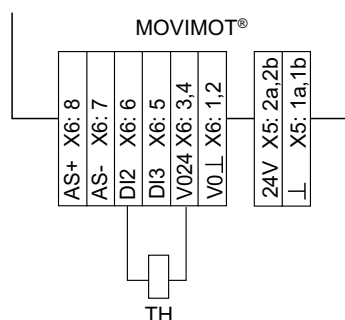 MOVIMOT®
AS+ X6: 8
AS- X6: 7
DI2 X6: 6
DI3 X6: 5
V024 X6: 3,4
V0⊥ X6: 1,2
24V X5: 2a,2b
⊥ X5: 1a,1b
TH